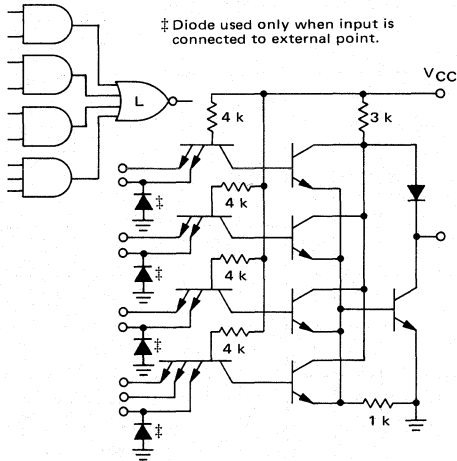 ‡ Diode used only when input is
connected to external point.
L
VCC
4 k
3 k
‡
4 k
‡
4 k
‡
4 k
‡
1 k